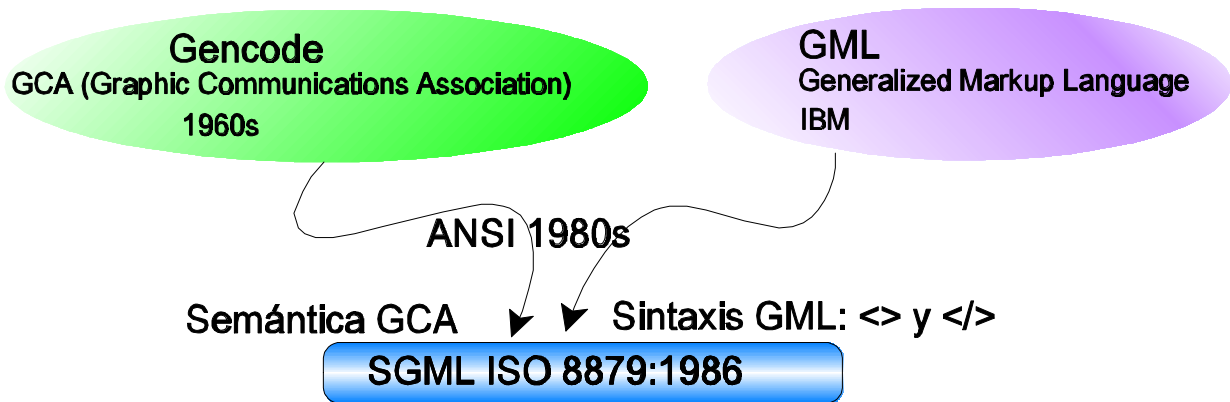 Gencode
GCA (Graphic Communications Association)
1960s
GML
Generalized Markup Language
IBM
ANSI 1980s
Semántica GCA
Sintaxis GML: <> y </>
SGML ISO 8879:1986